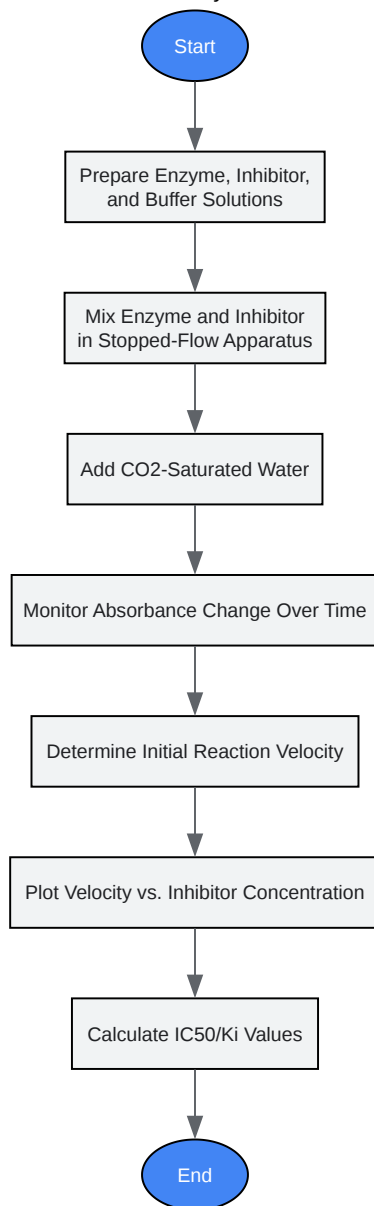 Start
Prepare Enzyme, Inhibitor,
and Buffer Solutions
Mix Enzyme and Inhibitor
in Stopped-Flow Apparatus
Add CO2-Saturated Water
Monitor Absorbance Change Over Time
Determine Initial Reaction Velocity
Plot Velocity vs. Inhibitor Concentration
Calculate IC50/Ki Values
End